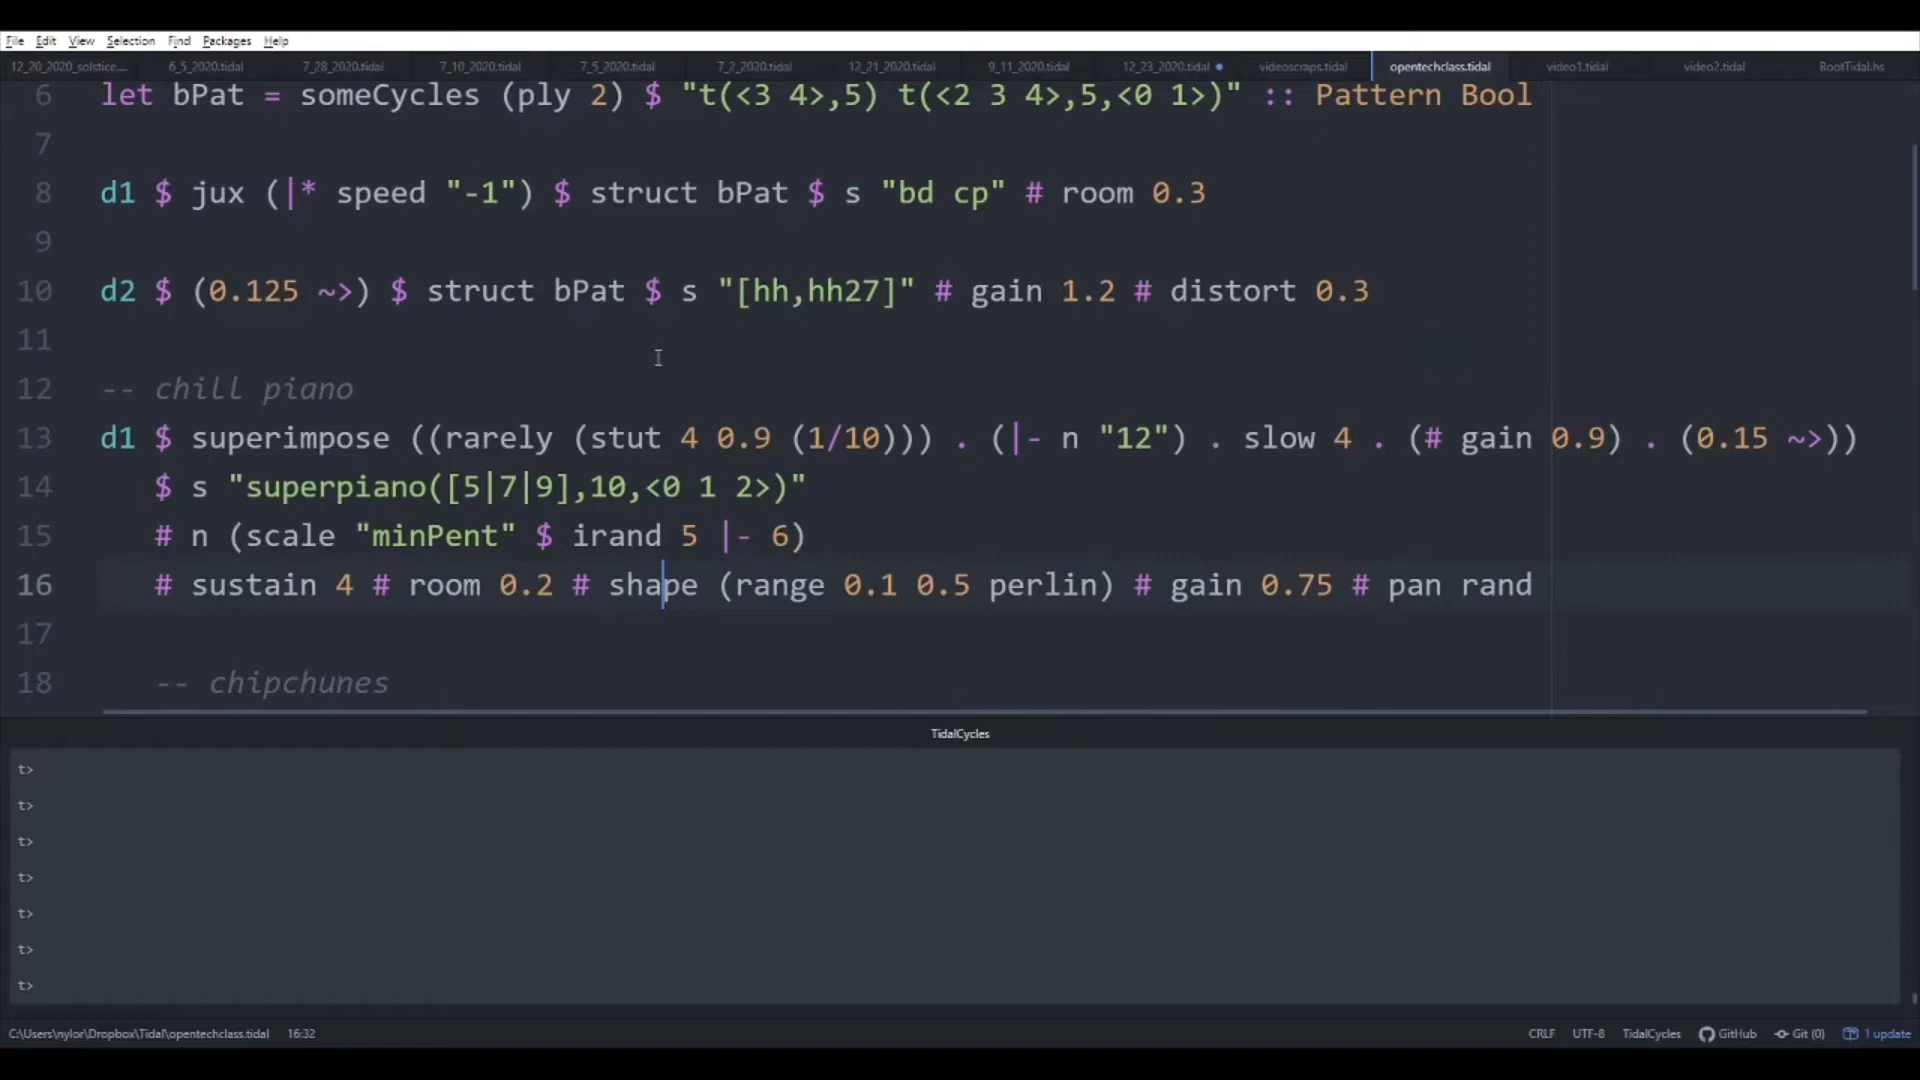 File Edit View Selection Find Packages Help
12_20_2020_solstice... 6_5_2020.tidal 7_28_2020.tidal 7_10_2020.tidal 7_5_2020.tidal 7_2_2020.tidal 12_21_2020.tidal 9_11_2020.tidal 12_23_2020.tidal videoscraps.tidal opentechclass.tidal video1.tidal video2.tidal BootTidal.hs
6 let bPat = someCycles (ply 2) $ "t(<3 4>,5) t(<2 3 4>,5,<0 1>)" :: Pattern Bool
7
8 d1 $ jux (|* speed "-1") $ struct bPat $ s "bd cp" # room 0.3
9
10 d2 $ (0.125 ~>) $ struct bPat $ s "[hh,hh27]" # gain 1.2 # distort 0.3
11
12 -- chill piano
13 d1 $ superimpose ((rarely (stut 4 0.9 (1/10))) . (|- n "12") . slow 4 . (# gain 0.9) . (0.15 ~>))
14 $ s "superpiano([5|7|9],10,<0 1 2>)"
15 # n (scale "minPent" $ irand 5 |- 6)
16 # sustain 4 # room 0.2 # shape (range 0.1 0.5 perlin) # gain 0.75 # pan rand
17
18 -- chipchunes
TidalCycles
t>
t>
t>
t>
t>
t>
t>
C:\Users\nylor\Dropbox\Tidal\opentechclass.tidal 16:32 CRLF UTF-8 TidalCycles GitHub Git (0) 1 update